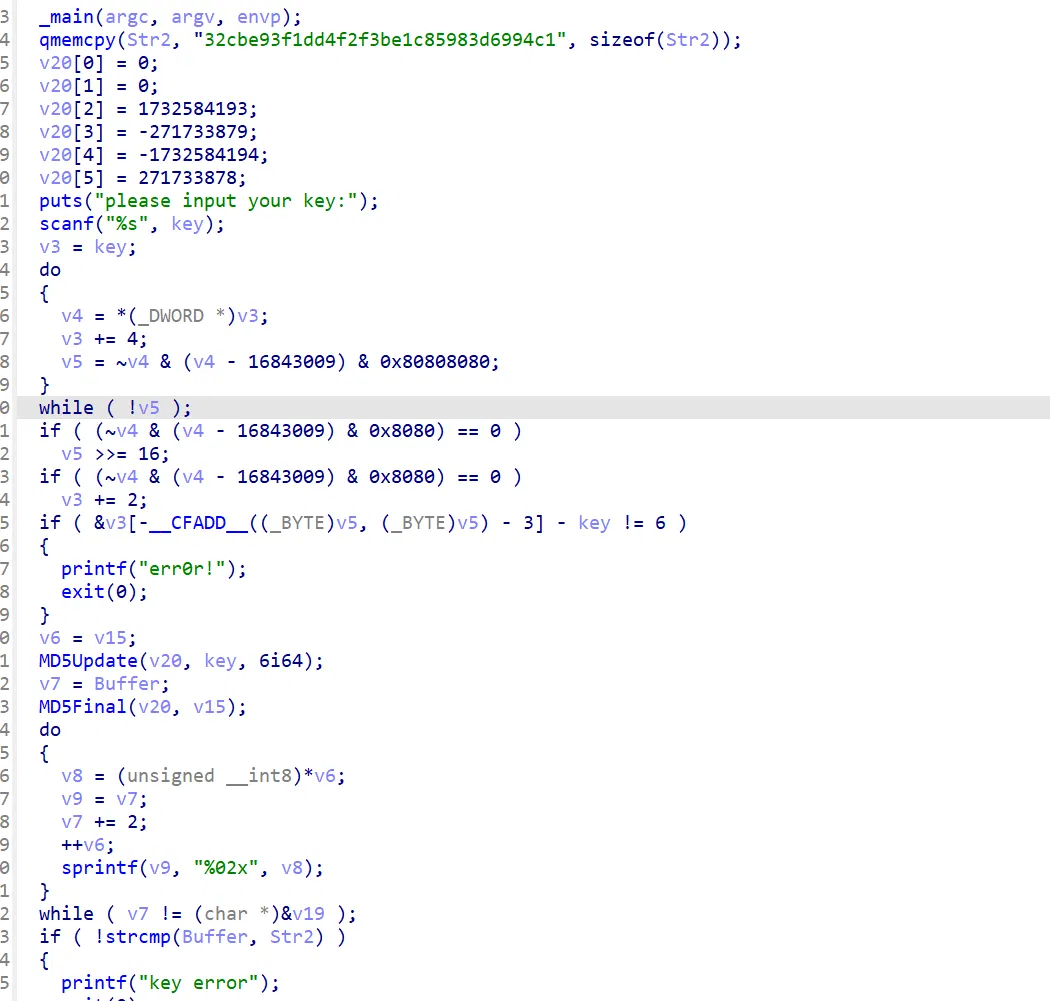 3 _main(argc, argv, envp);
4 qmemcpy(Str2, "32cbe93f1dd4f2f3be1c85983d6994c1", sizeof(Str2));
5 v20[0] = 0;
6 v20[1] = 0;
7 v20[2] = 1732584193;
8 v20[3] = -271733879;
9 v20[4] = -1732584194;
0 v20[5] = 271733878;
1 puts("please input your key:");
2 scanf("%s", key);
3 v3 = key;
4 do
5 {
6 v4 = *(_DWORD *)v3;
7 v3 += 4;
8 v5 = ~v4 & (v4 - 16843009) & 0x80808080;
9 }
0 while ( !v5 );
1 if ( (~v4 & (v4 - 16843009) & 0x8080) == 0 )
2 v5 >>= 16;
3 if ( (~v4 & (v4 - 16843009) & 0x8080) == 0 )
4 v3 += 2;
5 if ( &v3[-__CFADD__((_BYTE)v5, (_BYTE)v5) - 3] - key != 6 )
6 {
7 printf("err0r!");
8 exit(0);
9 }
0 v6 = v15;
1 MD5Update(v20, key, 6i64);
2 v7 = Buffer;
3 MD5Final(v20, v15);
4 do
5 {
6 v8 = (unsigned __int8)*v6;
7 v9 = v7;
8 v7 += 2;
9 ++v6;
0 sprintf(v9, "%02x", v8);
1 }
2 while ( v7 != (char *)&v19 );
3 if ( !strcmp(Buffer, Str2) )
4 {
5 printf("key error");